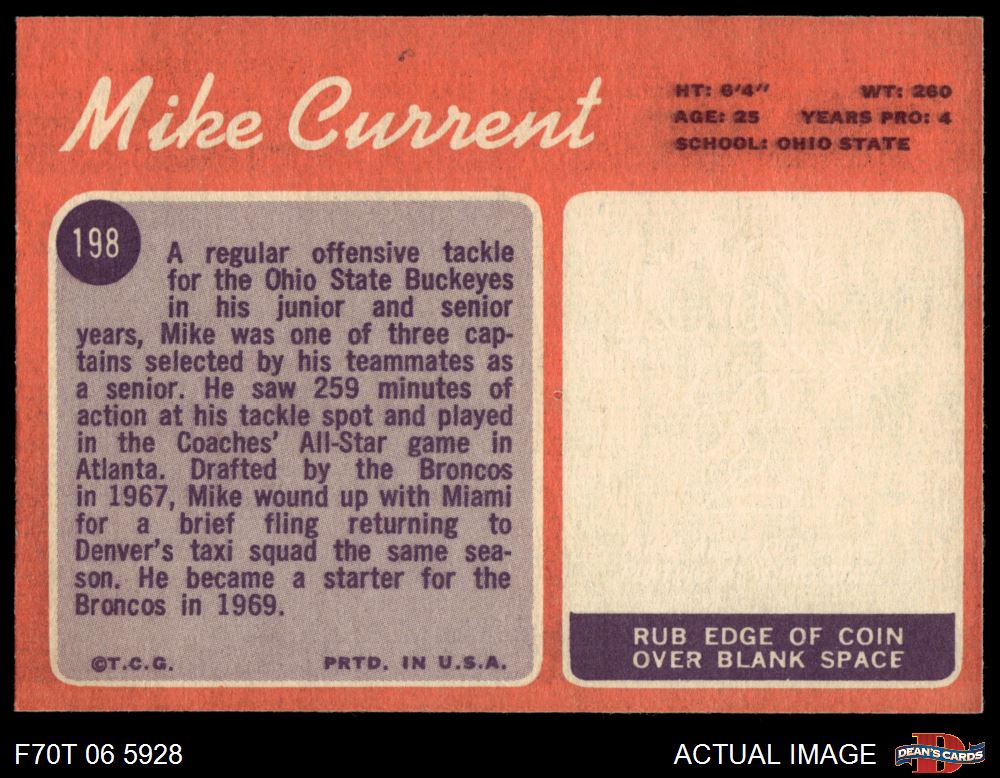 Mike Current
HT: 6'4" WT: 260
AGE: 25 YEARS PRO: 4
SCHOOL: OHIO STATE
198
A regular offensive tackle
for the Ohio State Buckeyes
in his junior and senior
years, Mike was one of three cap-
tains selected by his teammates as
a senior. He saw 259 minutes of
action at his tackle spot and played
in the Coaches' All-Star game in
Atlanta. Drafted by the Broncos
in 1967, Mike wound up with Miami
for a brief fling returning to
Denver's taxi squad the same sea-
son. He became a starter for the
Broncos in 1969.
©T.C.G. PRTD. IN U.S.A.
RUB EDGE OF COIN
OVER BLANK SPACE
F70T 06 5928
ACTUAL IMAGE
D
DEAN'S CARDS